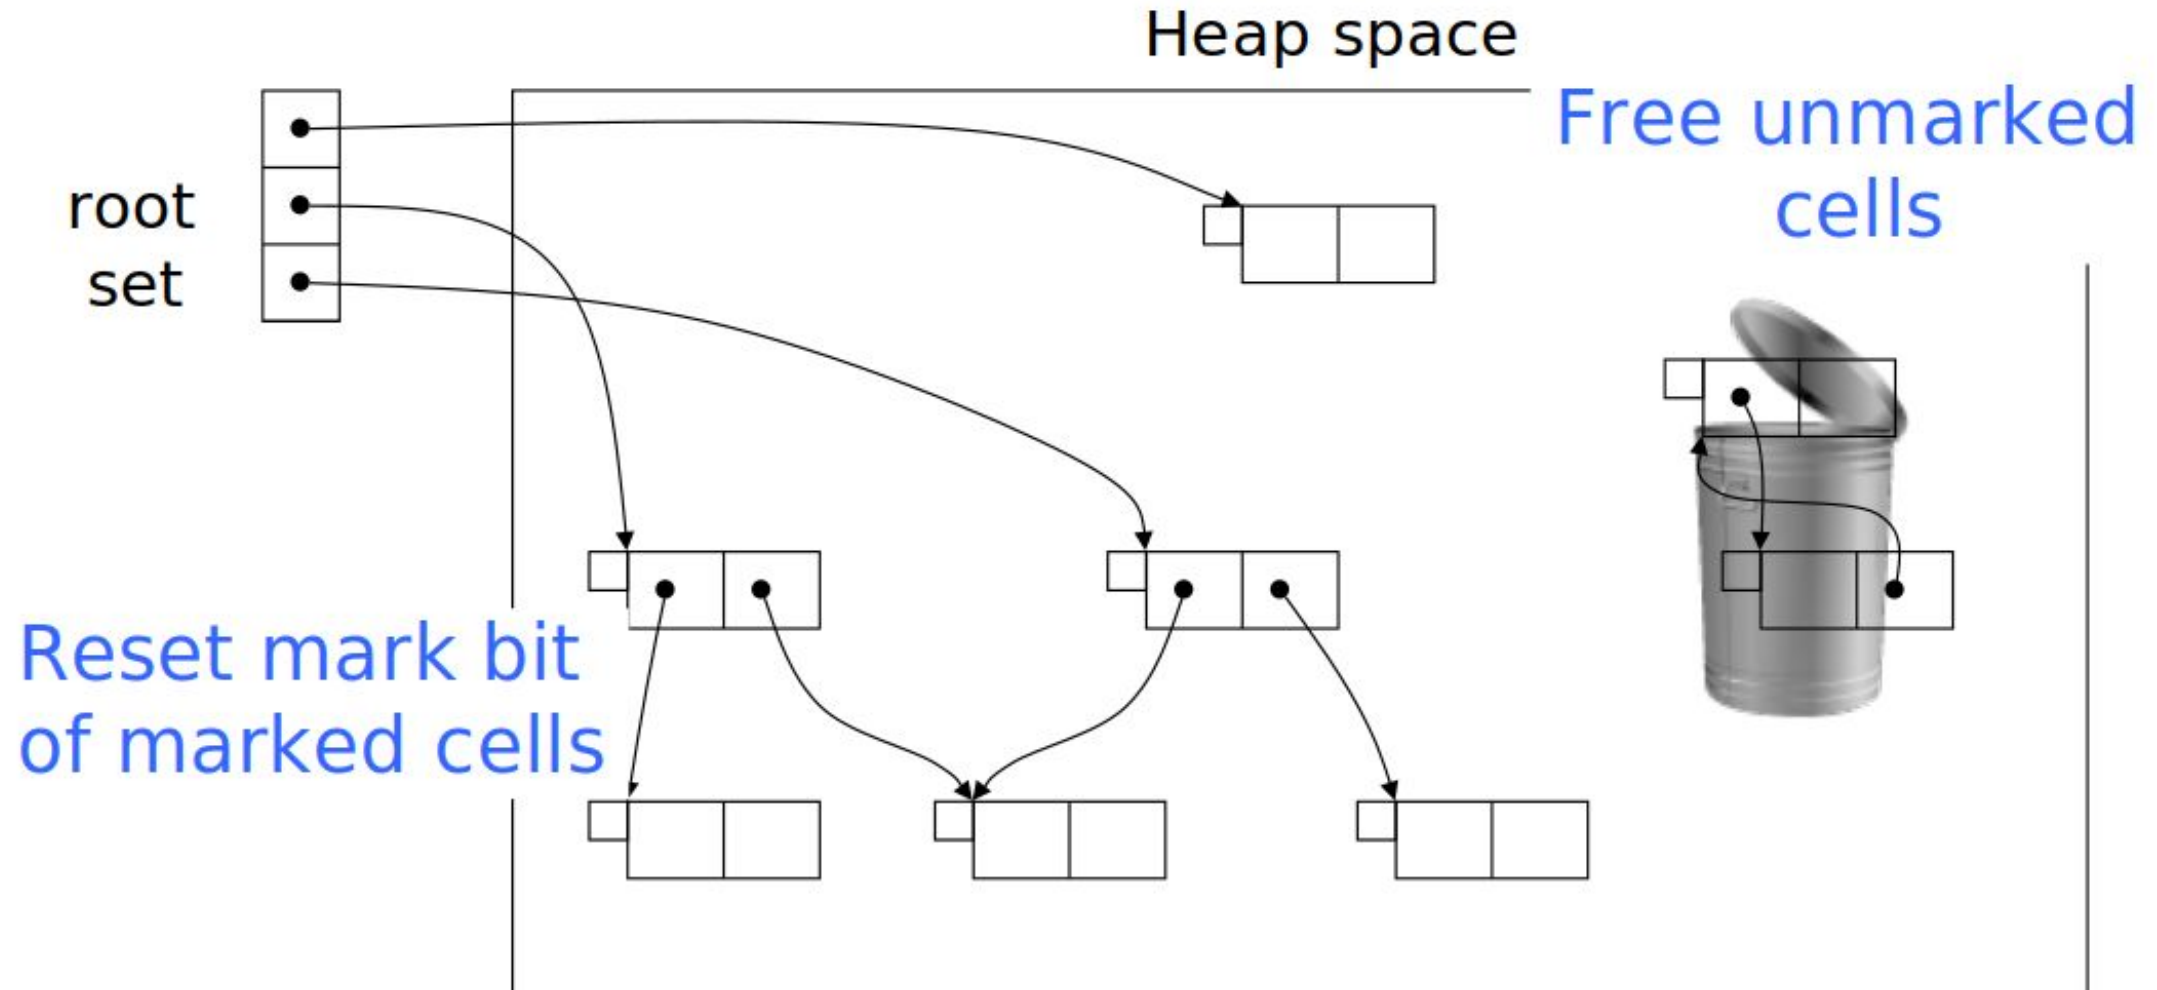 Heap space
Free unmarked
cells
root
set
Reset mark bit
of marked cells